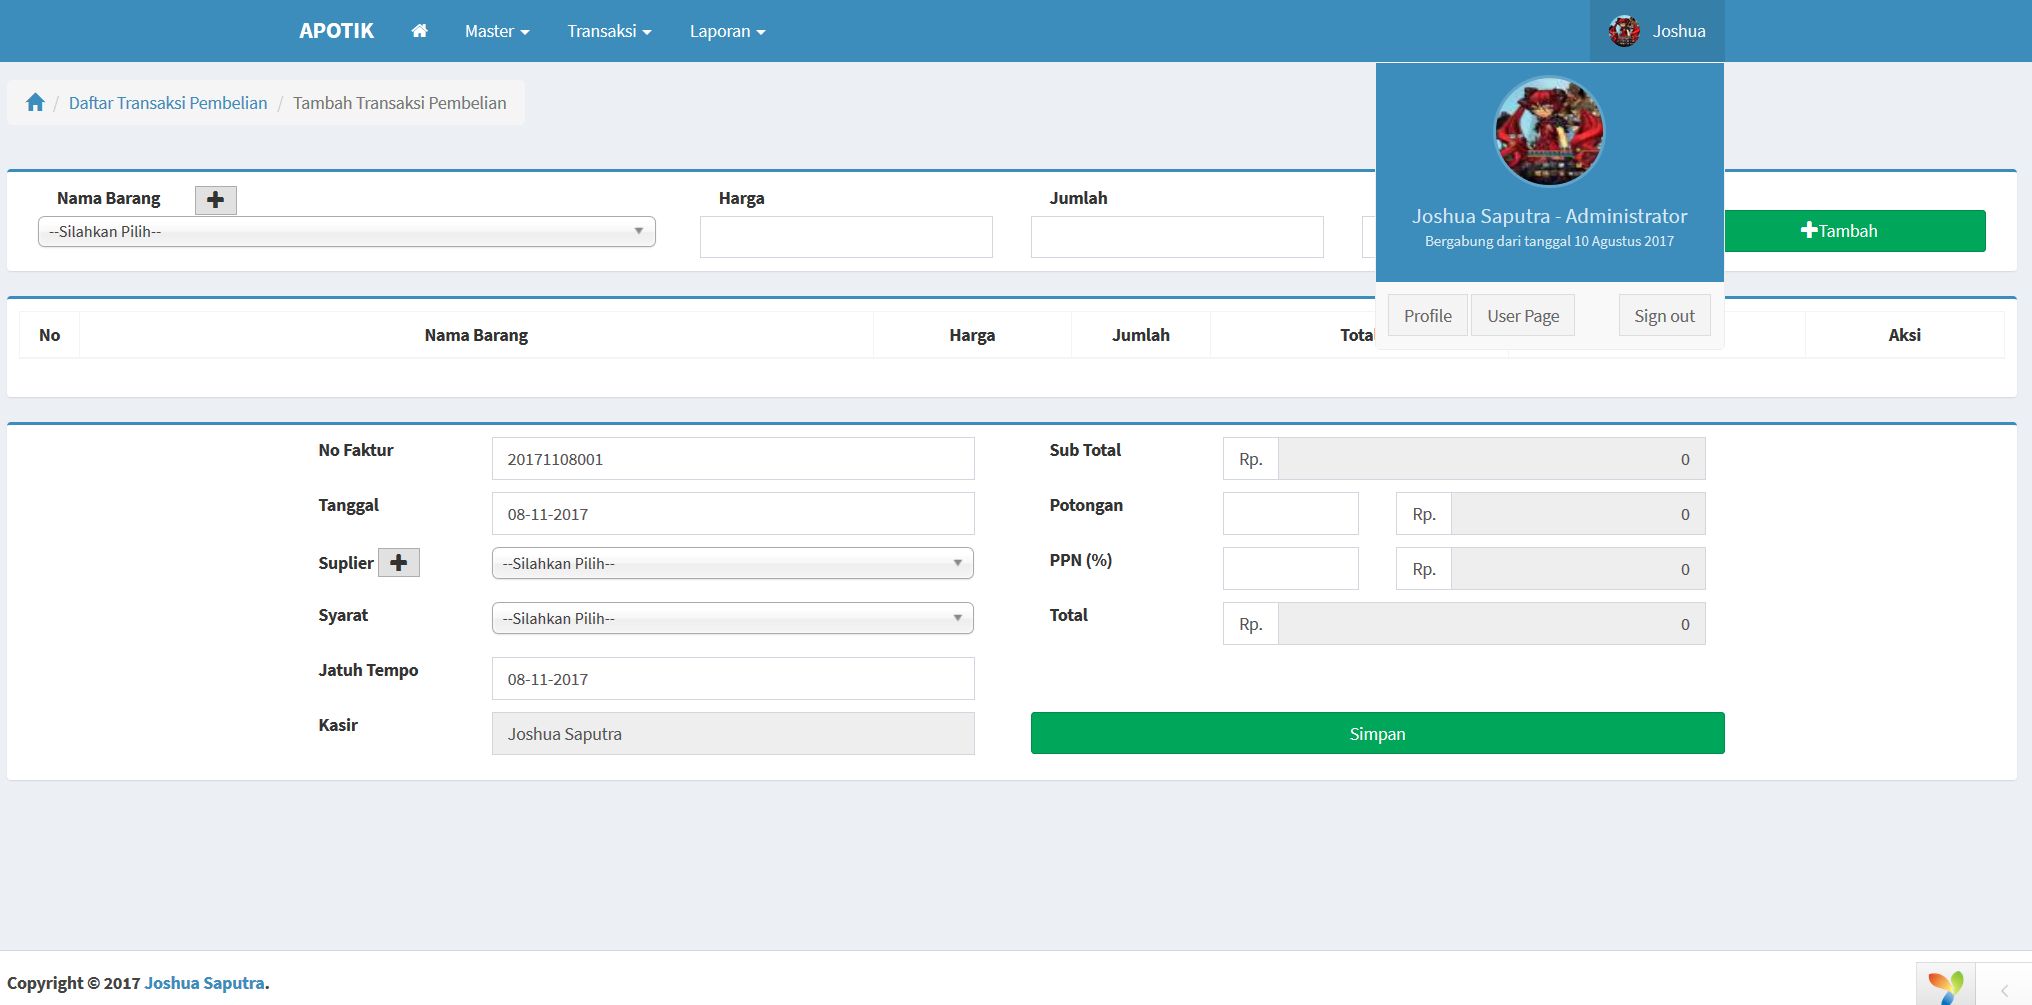 APOTIK Master Transaksi Laporan Joshua
/ Daftar Transaksi Pembelian / Tambah Transaksi Pembelian
Joshua Saputra - Administrator
Bergabung dari tanggal 10 Agustus 2017
Profile User Page Sign out
Nama Barang Harga Jumlah
--Silahkan Pilih-- Tambah
No Nama Barang Harga Jumlah Total Aksi
No Faktur 20171108001
Tanggal 08-11-2017
Suplier --Silahkan Pilih--
Syarat --Silahkan Pilih--
Jatuh Tempo 08-11-2017
Kasir Joshua Saputra
Sub Total Rp. 0
Potongan Rp. 0
PPN (%) Rp. 0
Total Rp. 0
Simpan
Copyright © 2017 Joshua Saputra.